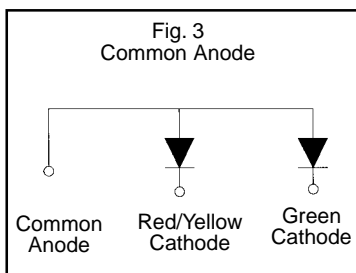 Fig. 3
Common Anode
Common
Anode
Red/Yellow
Cathode
Green
Cathode